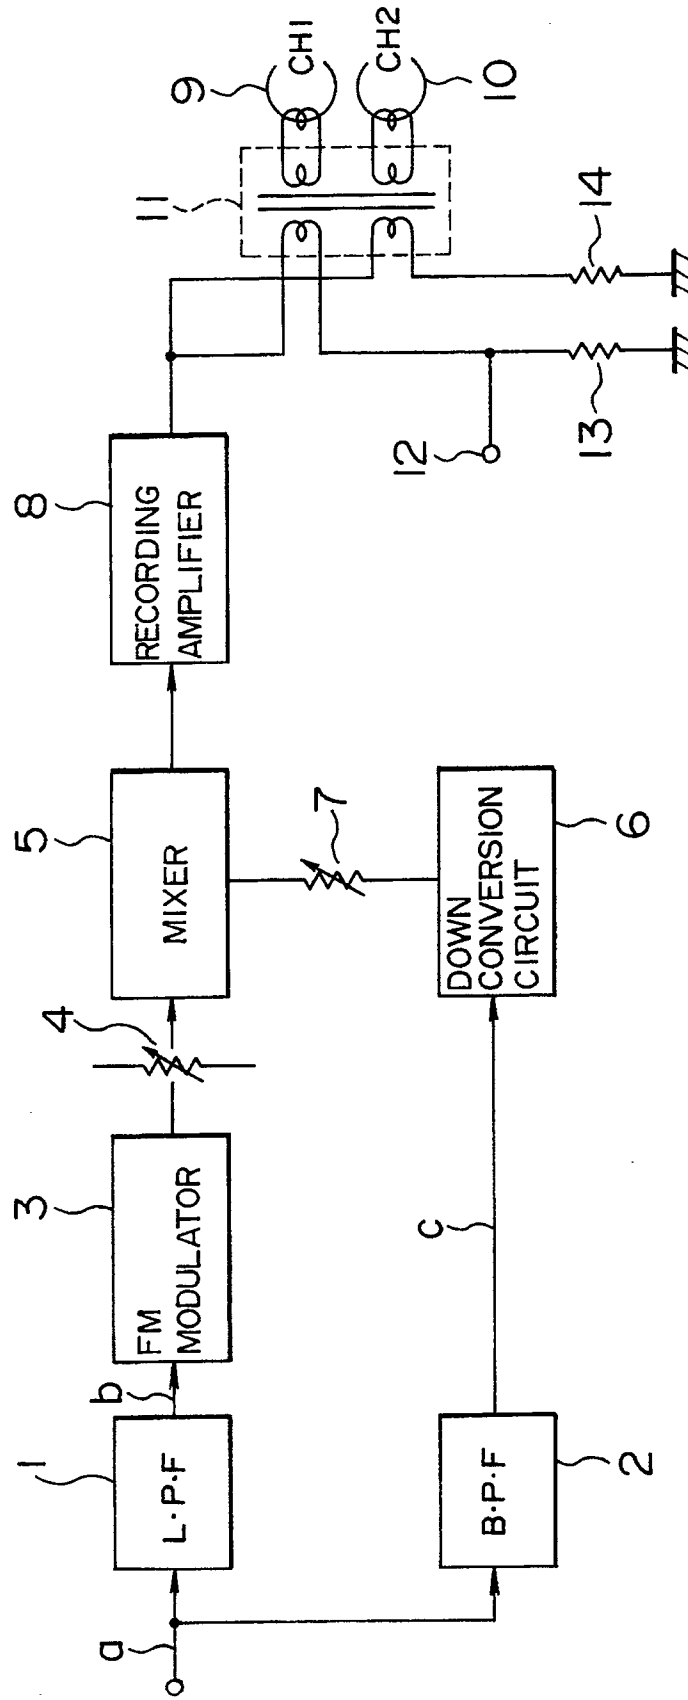 a
1
L·P·F
b
3
FM
MODULATOR
4
5
MIXER
8
RECORDING
AMPLIFIER
11
9
CH1
CH2
10
B·P·F
2
c
DOWN
CONVERSION
CIRCUIT
6
7
12
13
14